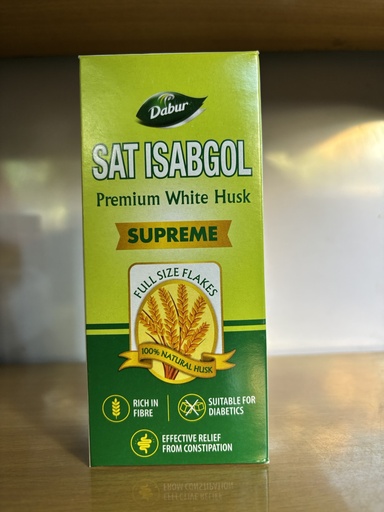 Dabur
SAT ISABGOL
Premium White Husk
SUPREME
FULL SIZE FLAKES
100% NATURAL HUSK
RICH IN
FIBRE
SUITABLE FOR
DIABETICS
EFFECTIVE RELIEF
FROM CONSTIPATION